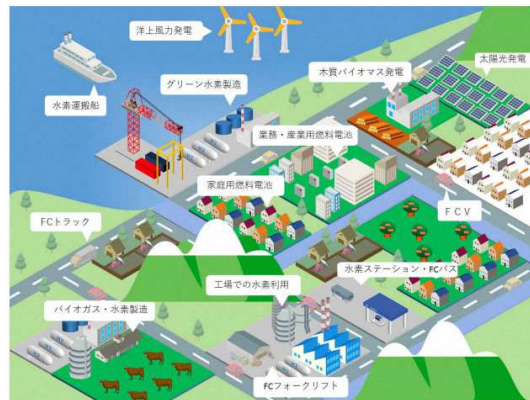 洋上風力発電
太陽光発電
木質バイオマス発電
グリーン水素製造
水素運搬船
業務・産業用燃料電池
家庭用燃料電池
FCV
FCトラック
水素ステーション・FCバス
工場での水素利用
バイオガス・水素製造
FCフォークリフト